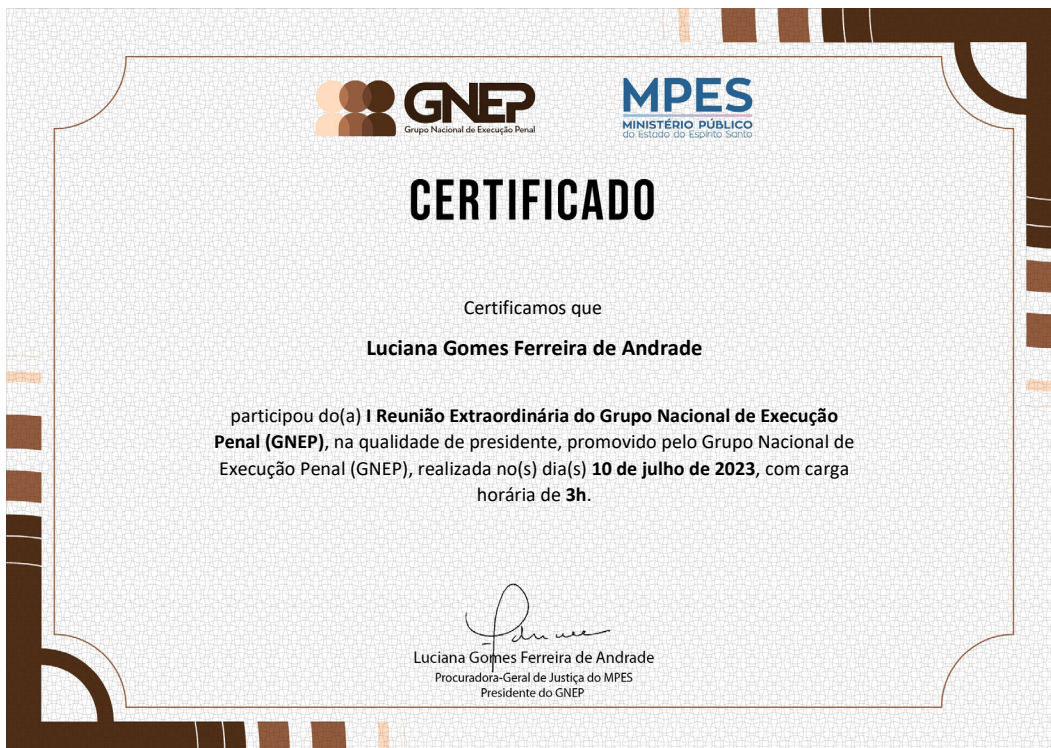 GNEP
Grupo Nacional de Execução Penal
MPES
MINISTÉRIO PÚBLICO
do Estado do Espírito Santo
CERTIFICADO
Certificamos que
Luciana Gomes Ferreira de Andrade
participou do(a) I Reunião Extraordinária do Grupo Nacional de Execução
Penal (GNEP), na qualidade de presidente, promovido pelo Grupo Nacional de
Execução Penal (GNEP), realizada no(s) dia(s) 10 de julho de 2023, com carga
horária de 3h.
Luciana Gomes Ferreira de Andrade
Procuradora-Geral de Justiça do MPES
Presidente do GNEP